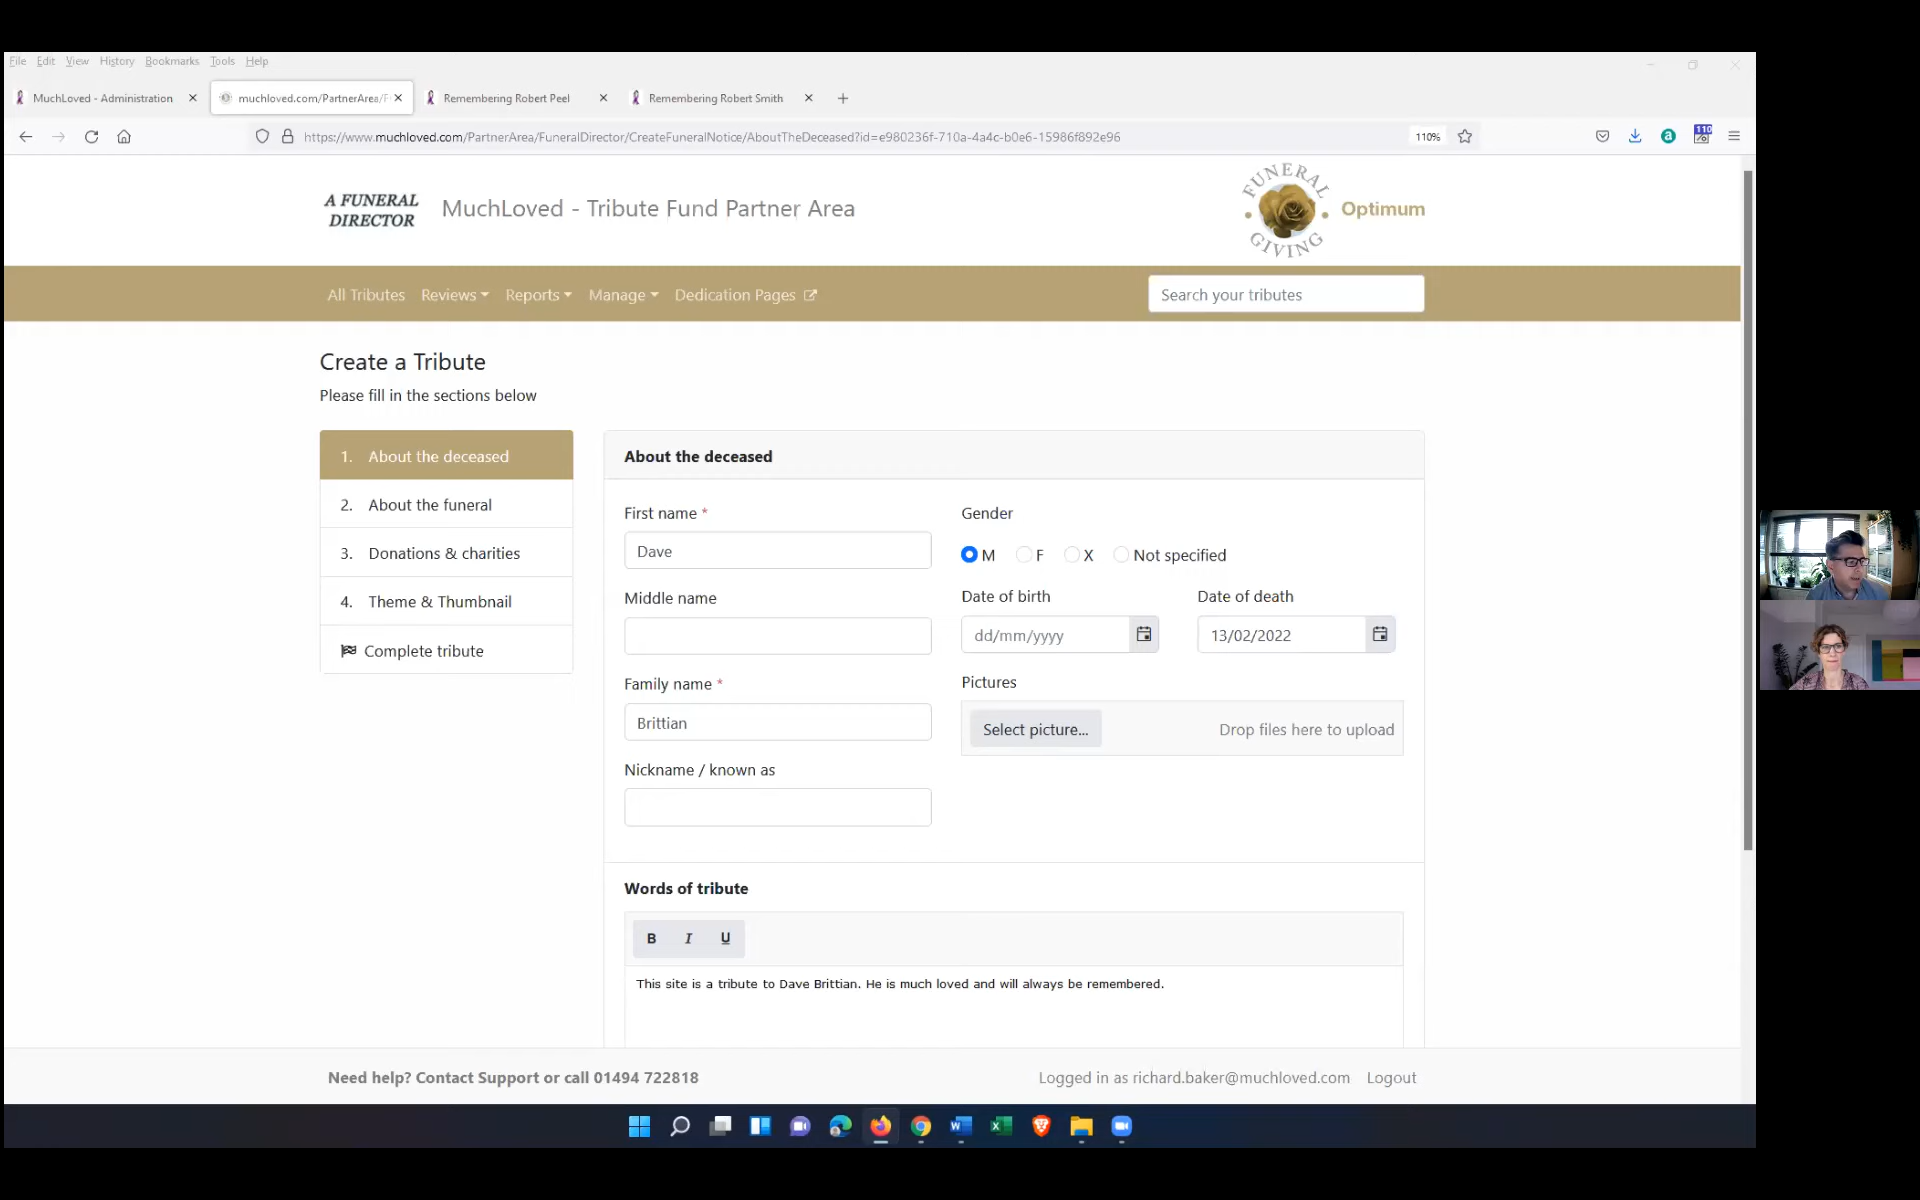 File Edit View History Bookmarks Tools Help
MuchLoved - Administration
muchloved.com/PartnerArea/F
Remembering Robert Peel
Remembering Robert Smith
https://www.muchloved.com/PartnerArea/FuneralDirector/CreateFuneralNotice/AboutTheDeceased?id=e980236f-710a-4a4c-b0e6-15986f892e96
110%
110
A FUNERAL
DIRECTOR
MuchLoved - Tribute Fund Partner Area
FUNERAL
GIVING
Optimum
All Tributes Reviews Reports Manage Dedication Pages
Search your tributes
Create a Tribute
Please fill in the sections below
1. About the deceased
2. About the funeral
3. Donations & charities
4. Theme & Thumbnail
Complete tribute
About the deceased
First name *
Dave
Middle name
Family name *
Brittian
Nickname / known as
Gender
M F X Not specified
Date of birth
dd/mm/yyyy
Date of death
13/02/2022
Pictures
Select picture...
Drop files here to upload
Words of tribute
B I U
This site is a tribute to Dave Brittian. He is much loved and will always be remembered.
Need help? Contact Support or call 01494 722818
Logged in as richard.baker@muchloved.com Logout